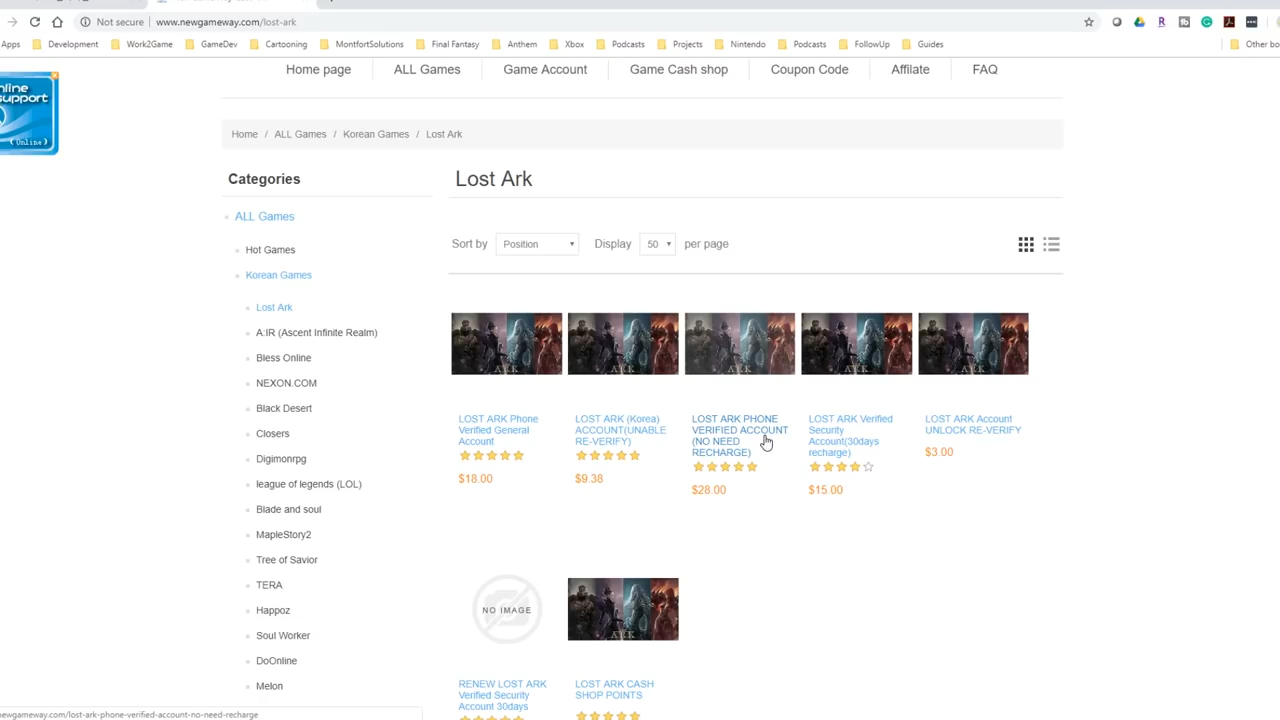 Not secure
www.newgameway.com/lost-ark
Apps
Development
Work2Game
GameDev
Cartooning
MontfortSolutions
Final Fantasy
Anthem
Xbox
Podcasts
Projects
Nintendo
Podcasts
FollowUp
Guides
Other bo
nline
support
( Online )
Home page
ALL Games
Game Account
Game Cash shop
Coupon Code
Affilate
FAQ
Home / ALL Games / Korean Games / Lost Ark
Categories
ALL Games
Hot Games
Korean Games
Lost Ark
A:IR (Ascent Infinite Realm)
Bless Online
NEXON.COM
Black Desert
Closers
Digimonrpg
league of legends (LOL)
Blade and soul
MapleStory2
Tree of Savior
TERA
Happoz
Soul Worker
DoOnline
Melon
Lost Ark
Sort by
Position
Display
50
per page
LOST ARK Phone
Verified General
Account
$18.00
LOST ARK (Korea)
ACCOUNT(UNABLE
RE-VERIFY)
$9.38
LOST ARK PHONE
VERIFIED ACCOUNT
(NO NEED
RECHARGE)
$28.00
LOST ARK Verified
Security
Account(30days
recharge)
$15.00
LOST ARK Account
UNLOCK RE-VERIFY
$3.00
NO IMAGE
RENEW LOST ARK
Verified Security
Account 30days
LOST ARK CASH
SHOP POINTS
newgameway.com/lost-ark-phone-verified-account-no-need-recharge